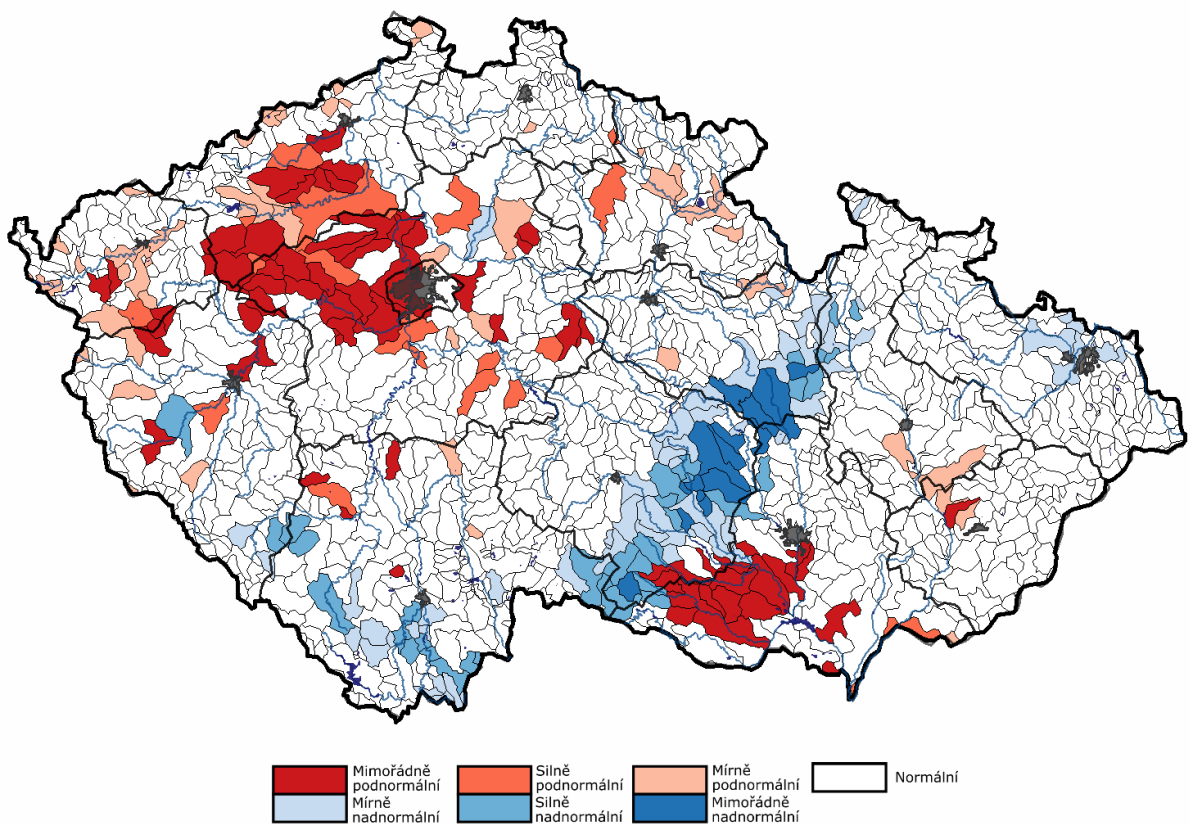 Mimořádně
podnormální
Silně
podnormální
Mírně
podnormální
Normální
Mírně
nadnormální
Silně
nadnormální
Mimořádně
nadnormální